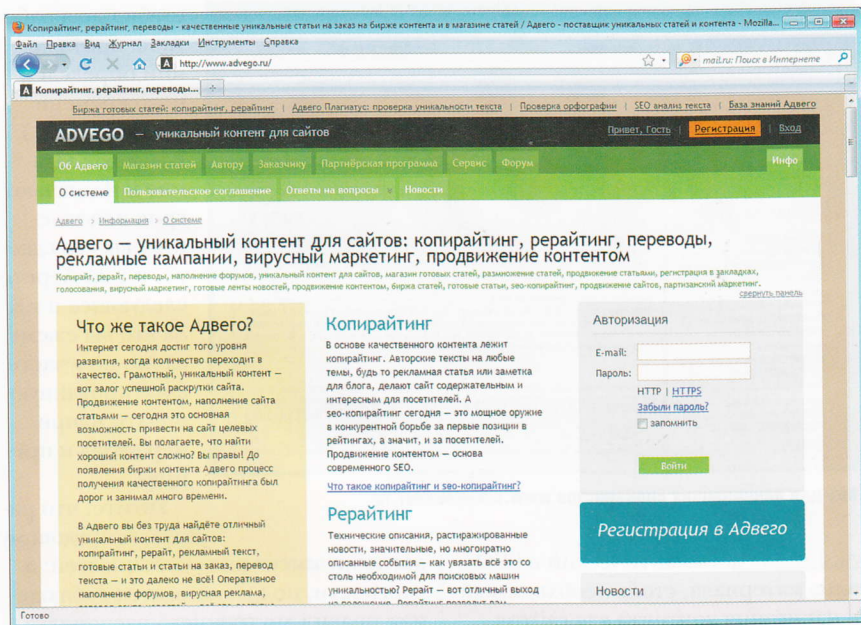 Копирайтинг, рерайтинг, переводы - качественные уникальные статьи на заказ на бирже контента и в магазине статей / Адвего - поставщик уникальных статей и контента - Mozilla...
Файл Правка Вид Журнал Закладки Инструменты Справка
http://www.advego.ru/
mail.ru: Поиск в Интернете
Копирайтинг, рерайтинг, переводы...
Биржа готовых статей: копирайтинг, рерайтинг | Адвего Плагиатус: проверка уникальности текста | Проверка орфографии | SEO анализ текста | База знаний Адвего
ADVEGO — уникальный контент для сайтов
Привет, Гость | Регистрация | Вход
Об Адвего Магазин статей Автору Заказчику Партнёрская программа Сервис Форум Инфо
О системе Пользовательское соглашение Ответы на вопросы Новости
Адвего > Информация > О системе
Адвего — уникальный контент для сайтов: копирайтинг, рерайтинг, переводы,
рекламные кампании, вирусный маркетинг, продвижение контентом
Копирайт, рерайт, переводы, наполнение форумов, уникальный контент для сайтов, магазин готовых статей, размножение статей, продвижение статьями, регистрация в закладках,
голосования, вирусный маркетинг, готовые ленты новостей, продвижение контентом, биржа статей, готовые статьи, seo-копирайтинг, продвижение сайтов, партизанский маркетинг.
свернуть панель
Что же такое Адвего?
Интернет сегодня достиг того уровня
развития, когда количество переходит в
качество. Грамотный, уникальный контент —
вот залог успешной раскрутки сайта.
Продвижение контентом, наполнение сайта
статьями — сегодня это основная
возможность привести на сайт целевых
посетителей. Вы полагаете, что найти
хороший контент сложно? Вы правы! До
появления биржи контента Адвего процесс
получения качественного копирайтинга был
дорог и занимал много времени.
В Адвего вы без труда найдёте отличный
уникальный контент для сайтов:
копирайтинг, рерайт, рекламный текст,
готовые статьи и статьи на заказ, перевод
текста — и это далеко не всё! Оперативное
наполнение форумов, вирусная реклама,
Копирайтинг
В основе качественного контента лежит
копирайтинг. Авторские тексты на любые
темы, будь то рекламная статья или заметка
для блога, делают сайт содержательным и
интересным для посетителей. А
seo-копирайтинг сегодня — это мощное оружие
в конкурентной борьбе за первые позиции в
рейтингах, а значит, и за посетителей.
Продвижение контентом — основа
современного SEO.
Что такое копирайтинг и seo-копирайтинг?
Рерайтинг
Технические описания, растиражированные
новости, значительные, но многократно
описанные события — как увязать всё это со
столь необходимой для поисковых машин
уникальностью? Рерайт — вот отличный выход
из положения. Рерайтинг позволит вам
Авторизация
E-mail:
Пароль:
HTTP | HTTPS
Забыли пароль?
запомнить
Войти
Регистрация в Адвего
Новости
Готово